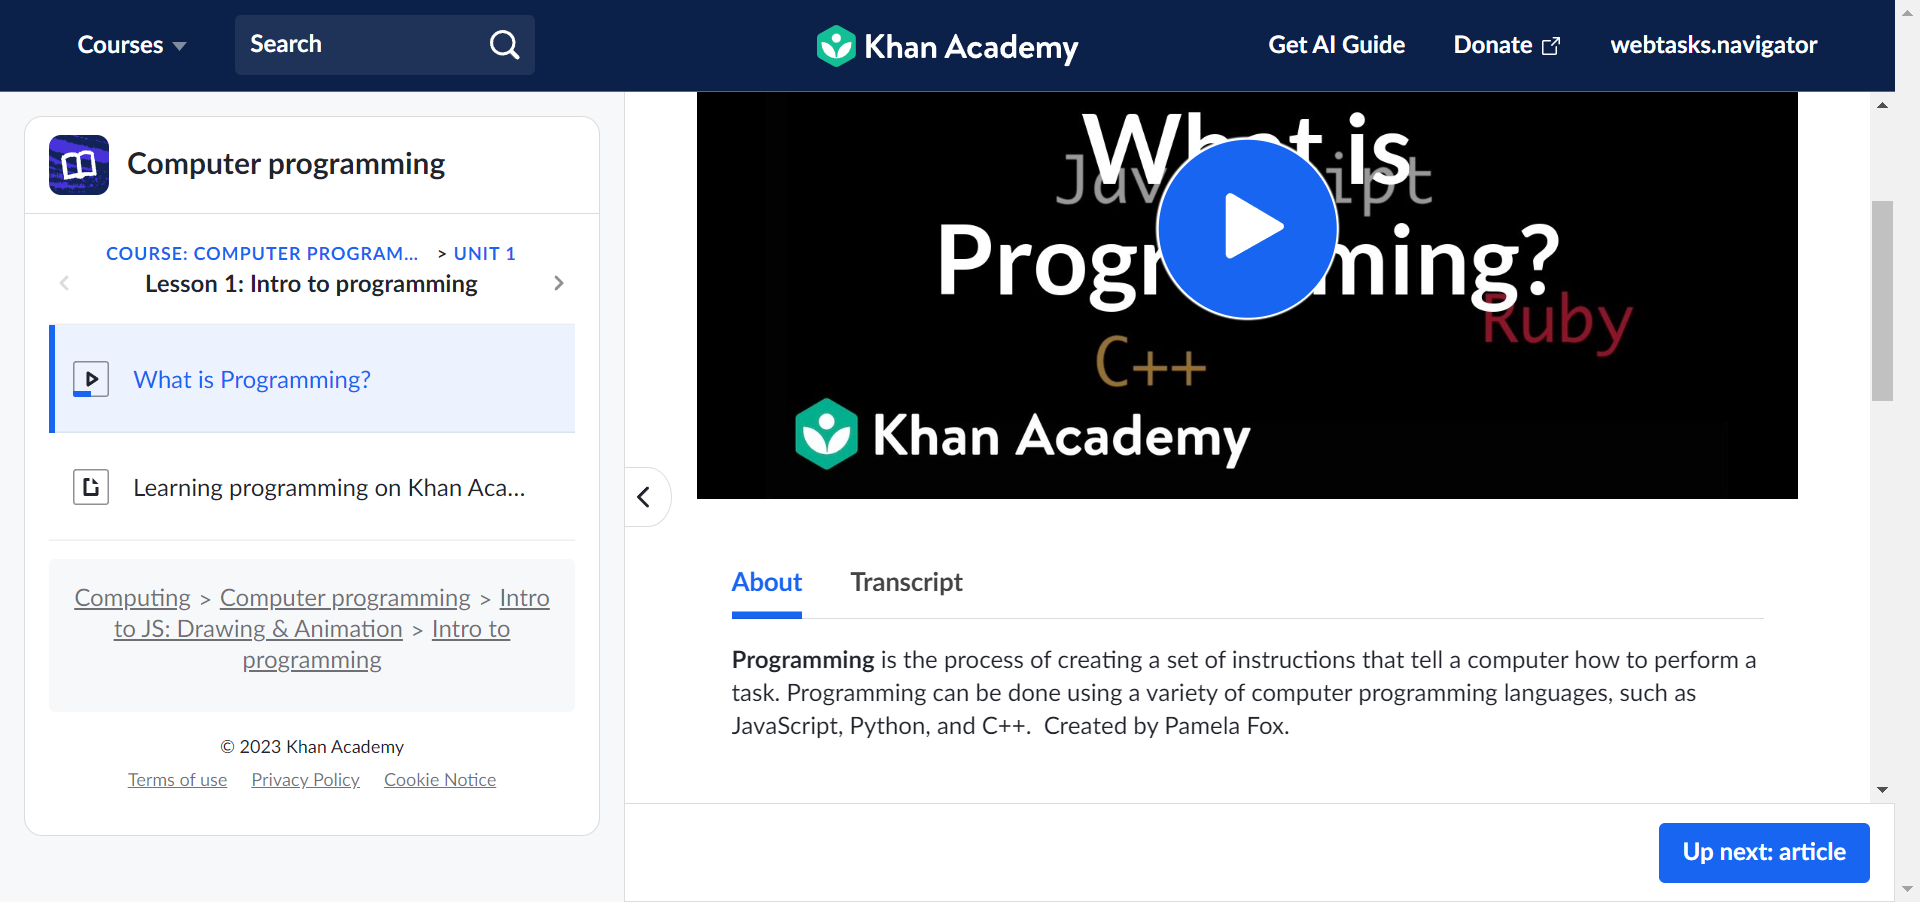 Courses
Search
Khan Academy
Get AI Guide
Donate
webtasks.navigator
Computer programming
COURSE: COMPUTER PROGRAM... > UNIT 1
Lesson 1: Intro to programming
What is Programming?
Learning programming on Khan Aca...
Computing > Computer programming > Intro
to JS: Drawing & Animation > Intro to
programming
© 2023 Khan Academy
Terms of use Privacy Policy Cookie Notice
What is
JavaScript
Programming?
Ruby
C++
Khan Academy
About
Transcript
Programming is the process of creating a set of instructions that tell a computer how to perform a
task. Programming can be done using a variety of computer programming languages, such as
JavaScript, Python, and C++. Created by Pamela Fox.
Up next: article